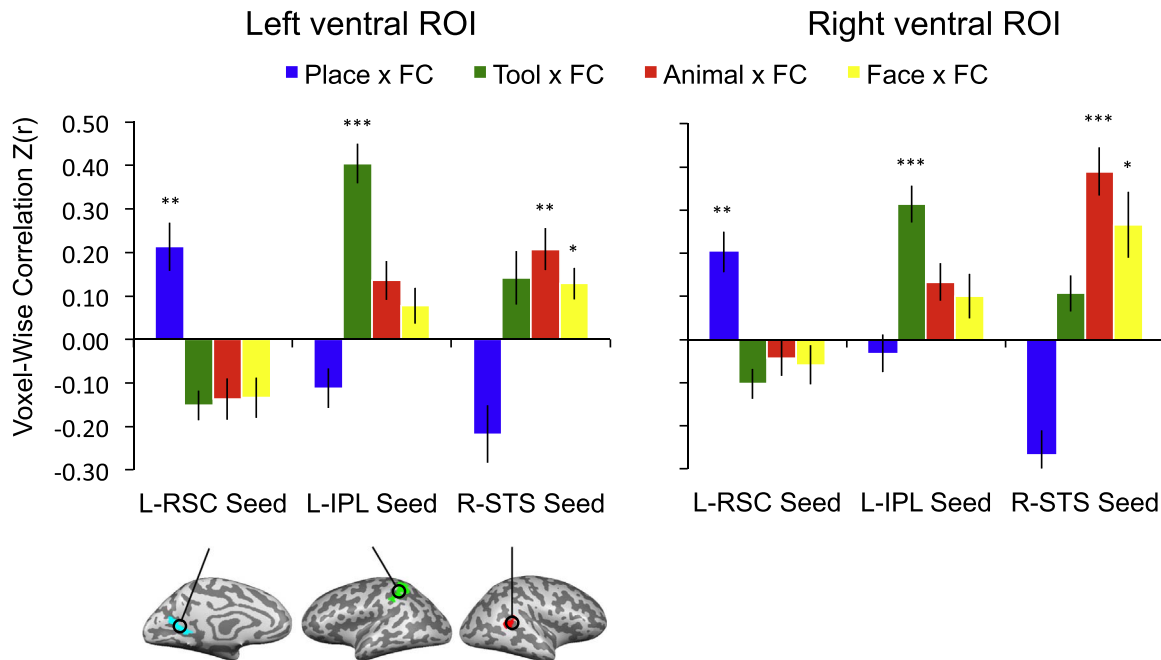 Left ventral ROI
Right ventral ROI
Place x FC
Tool x FC
Animal x FC
Face x FC
Voxel-Wise Correlation Z(r)
0.50
0.40
0.30
0.20
0.10
0.00
-0.10
-0.20
-0.30
**
***
**
*
**
***
***
*
L-RSC Seed
L-IPL Seed
R-STS Seed
L-RSC Seed
L-IPL Seed
R-STS Seed